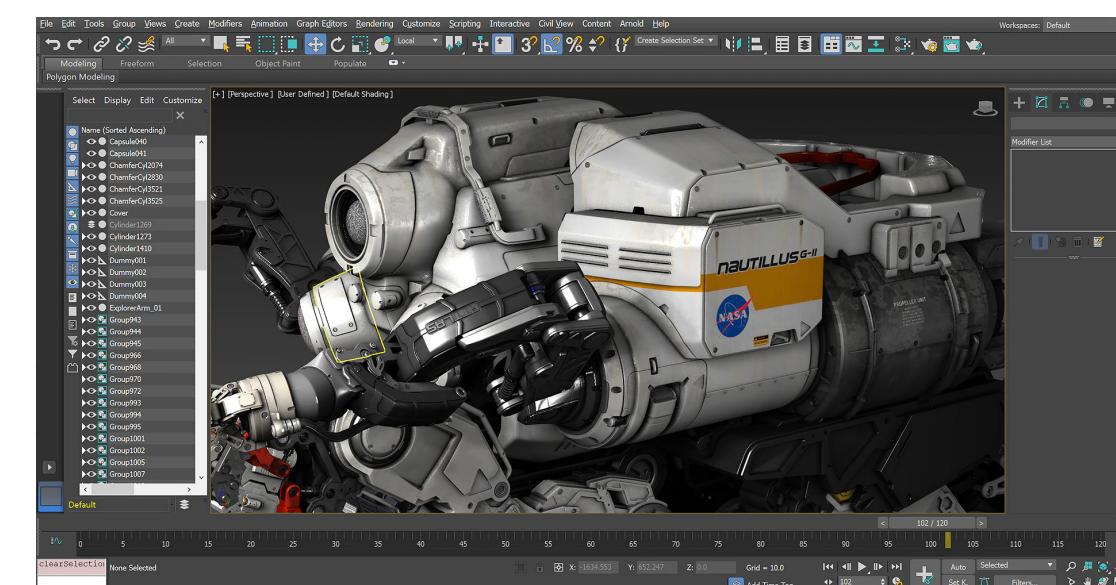 File Edit Tools Group Views Create Modifiers Animation Graph Editors Rendering Customize Scripting Interactive Civil View Content Arnold Help
Workspaces: Default
All
Local
Create Selection Set
Modeling Freeform Selection Object Paint Populate
Polygon Modeling
Select Display Edit Customize
[+] [Perspective] [User Defined] [Default Shading]
Modifier List
Name (Sorted Ascending)
Capsule040
Capsule041
ChamferCyl2074
ChamferCyl2830
ChamferCyl3521
ChamferCyl3525
Cover
Cylinder1269
Cylinder1273
Cylinder1410
Dummy001
Dummy002
Dummy003
Dummy004
ExplorerArm_01
Group943
Group944
Group945
Group966
Group968
Group970
Group972
Group993
Group994
Group995
Group1001
Group1002
Group1005
Group1007
NAUTILLUS G-II
NASA
PROPELLER UNIT
Default
102 / 120
0 5 10 15 20 25 30 35 40 45 50 55 60 65 70 75 80 85 90 95 100 105 110 115 120
clearSelection
None Selected
X: -1634.553 Y: 652.247 Z: 0.0 Grid = 10.0
Auto Selected
Add Time Tag
102
Set K. Filters...